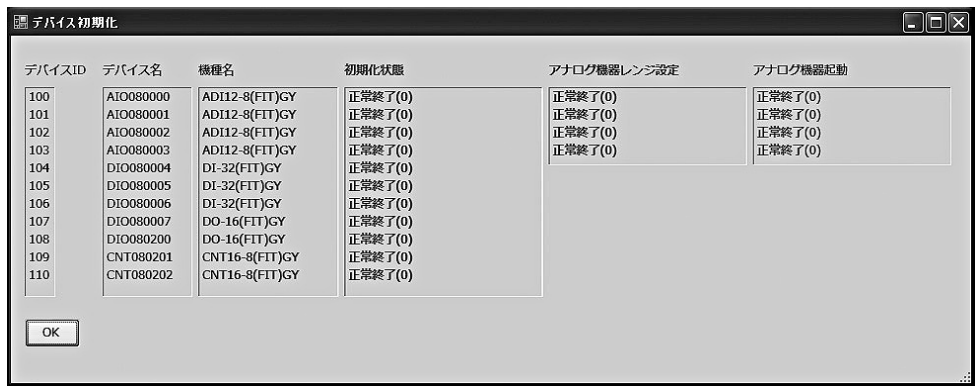 デバイス初期化
デバイスID デバイス名 機種名 初期化状態 アナログ機器レンジ設定 アナログ機器起動
100 AIO080000 ADI12-8(FIT)GY 正常終了(0) 正常終了(0) 正常終了(0)
101 AIO080001 ADI12-8(FIT)GY 正常終了(0) 正常終了(0) 正常終了(0)
102 AIO080002 ADI12-8(FIT)GY 正常終了(0) 正常終了(0) 正常終了(0)
103 AIO080003 ADI12-8(FIT)GY 正常終了(0) 正常終了(0) 正常終了(0)
104 DIO080004 DI-32(FIT)GY 正常終了(0)
105 DIO080005 DI-32(FIT)GY 正常終了(0)
106 DIO080006 DI-32(FIT)GY 正常終了(0)
107 DIO080007 DO-16(FIT)GY 正常終了(0)
108 DIO080200 DO-16(FIT)GY 正常終了(0)
109 CNT080201 CNT16-8(FIT)GY 正常終了(0)
110 CNT080202 CNT16-8(FIT)GY 正常終了(0)
OK